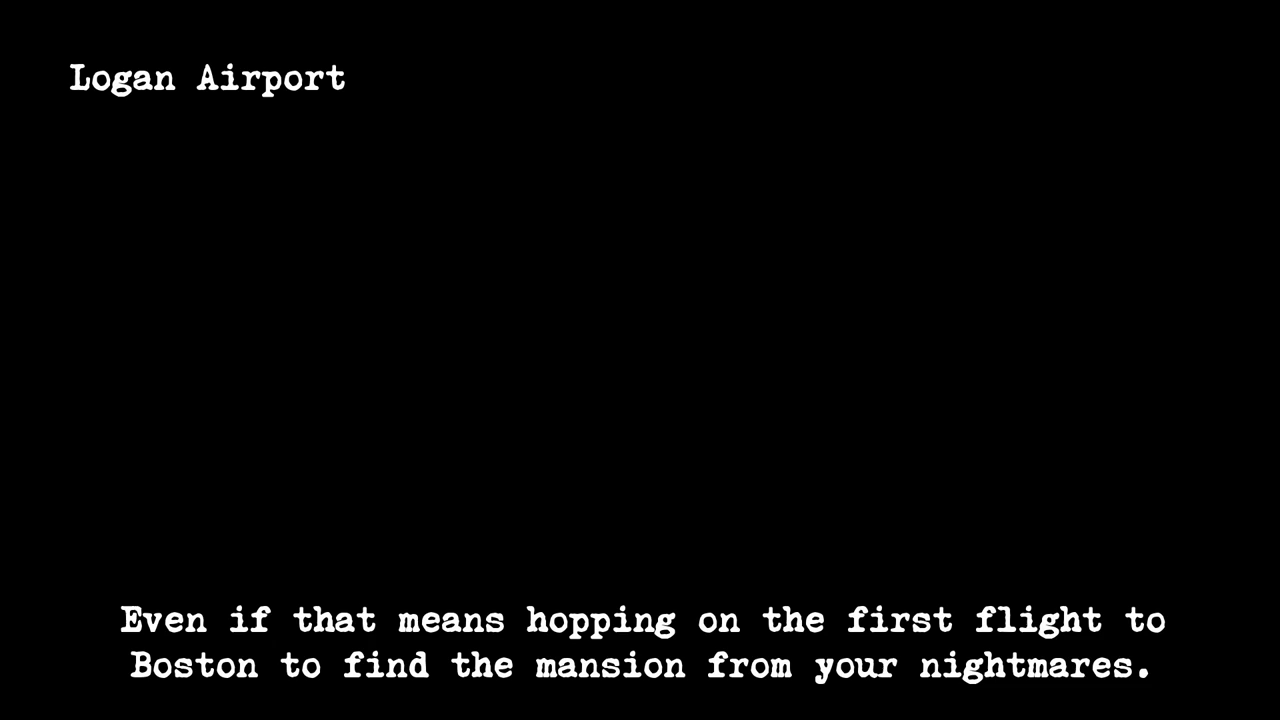 Logan Airport
Even if that means hopping on the first flight to
Boston to find the mansion from your nightmares.